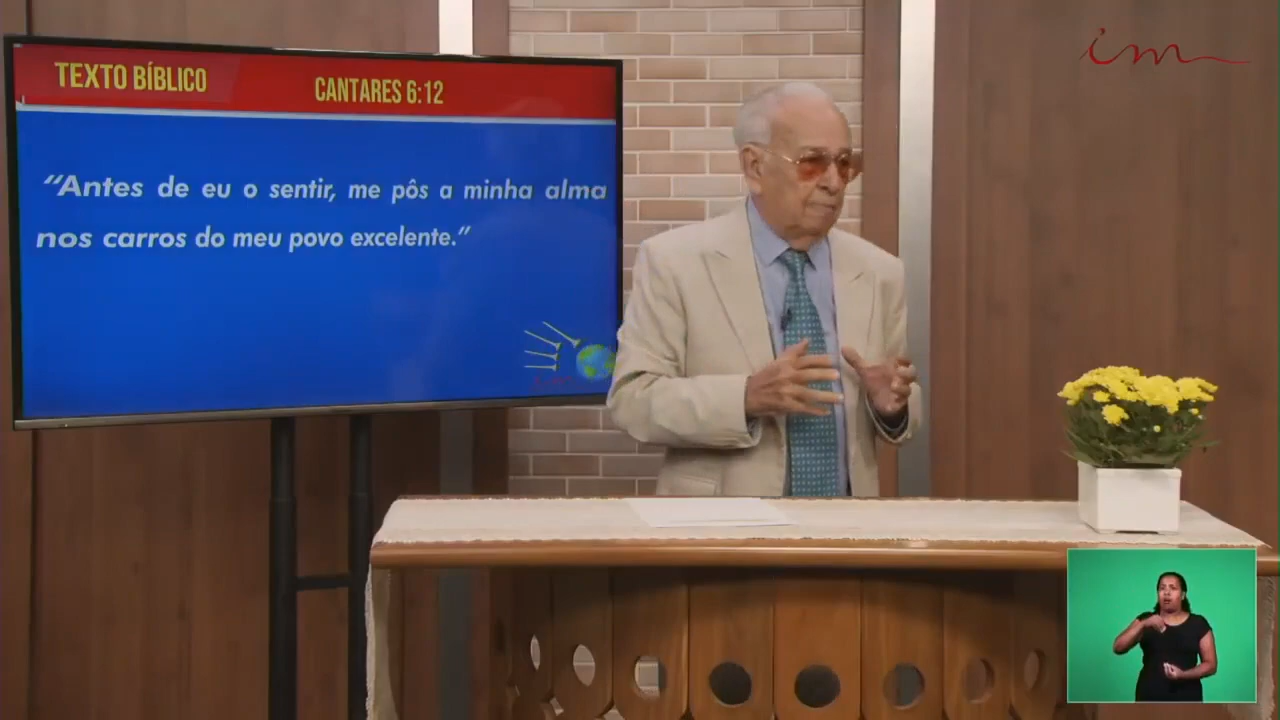 TEXTO BÍBLICO CANTARES 6:12
“Antes de eu o sentir, me pôs a minha alma
nos carros do meu povo excelente.”
im